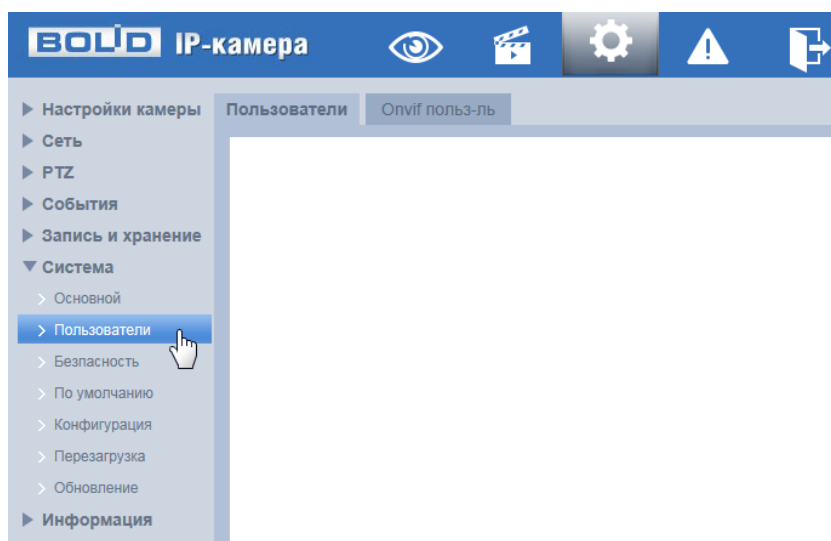 BOLID IP-камера
Настройки камеры
Сеть
PTZ
События
Запись и хранение
Система
Основной
Пользователи
Безпасность
По умолчанию
Конфигурация
Перезагрузка
Обновление
Информация
Пользователи Onvif польз-ль